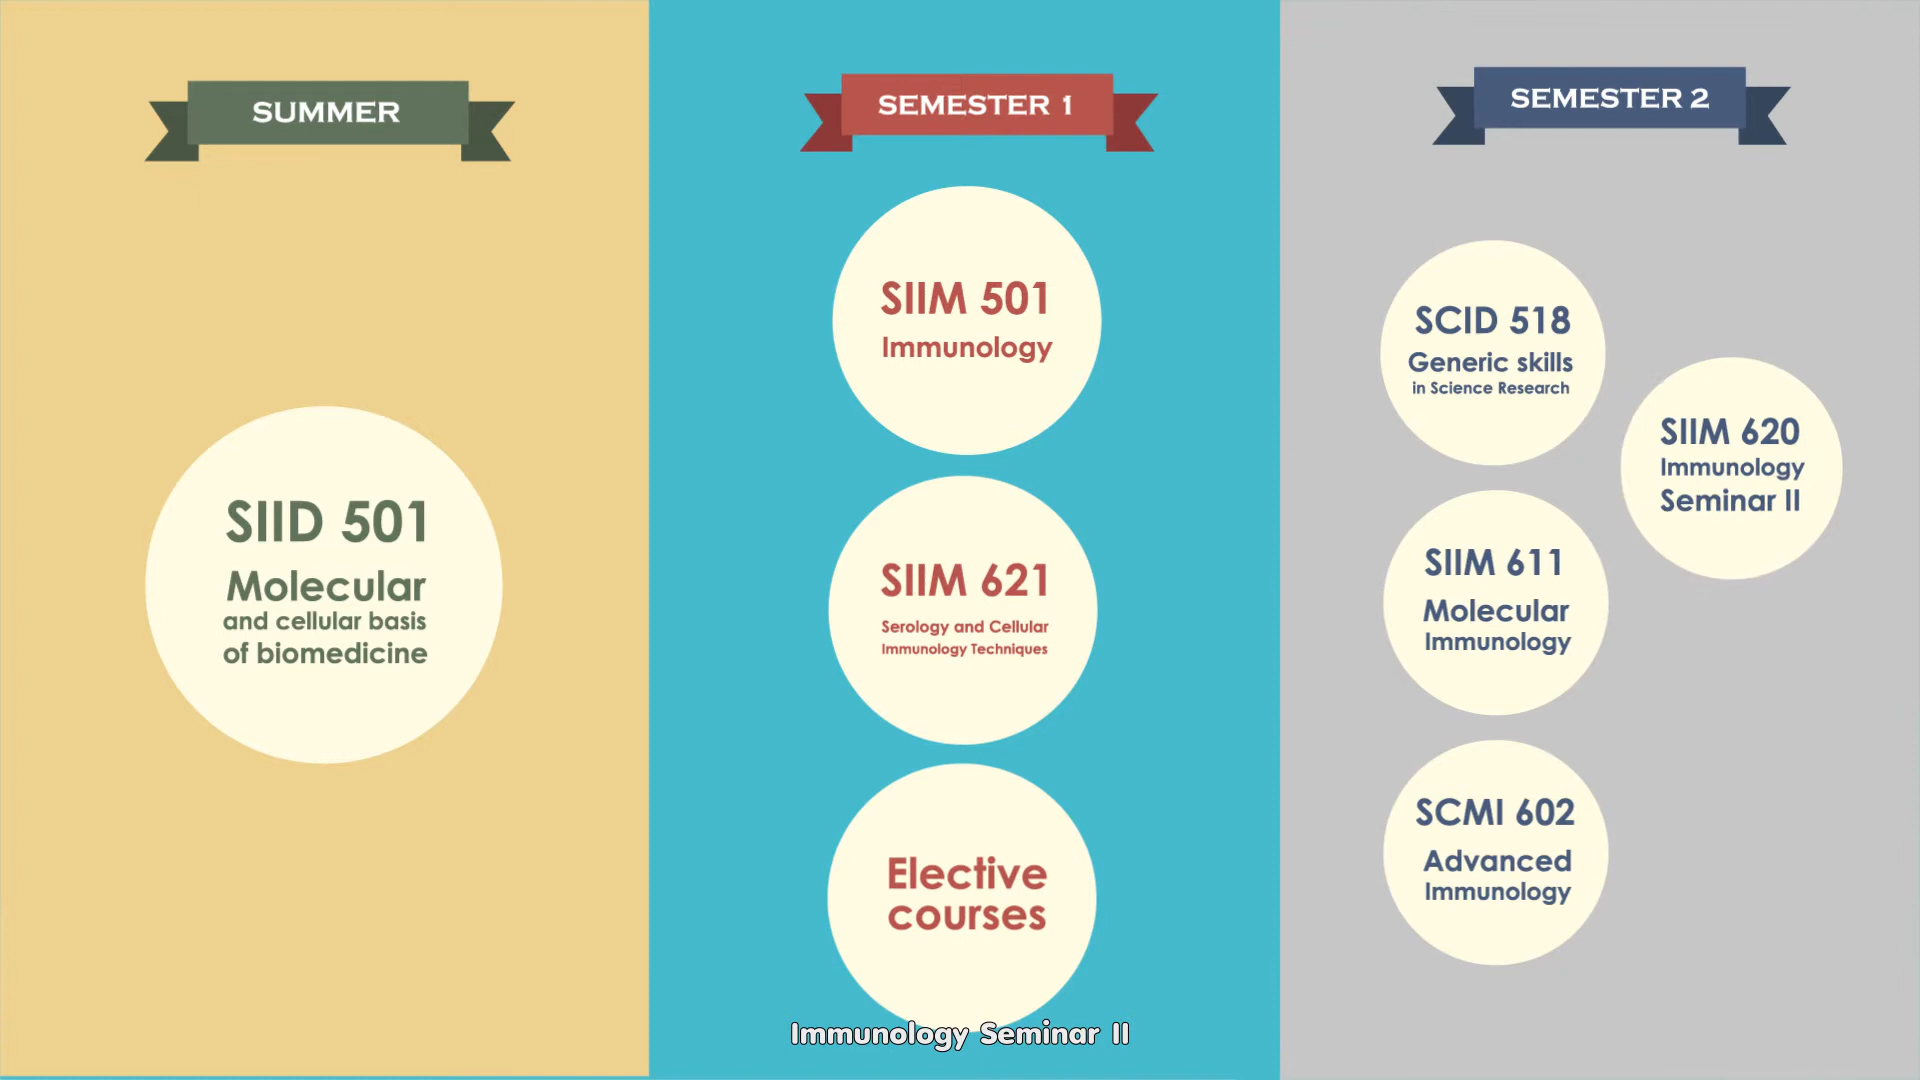 SUMMER
SIID 501
Molecular
and cellular basis
of biomedicine
SEMESTER 1
SIIM 501
Immunology
SIIM 621
Serology and Cellular
Immunology Techniques
Elective
courses
SEMESTER 2
SCID 518
Generic skills
in Science Research
SIIM 620
Immunology
Seminar II
SIIM 611
Molecular
Immunology
SCMI 602
Advanced
Immunology
Immunology Seminar II